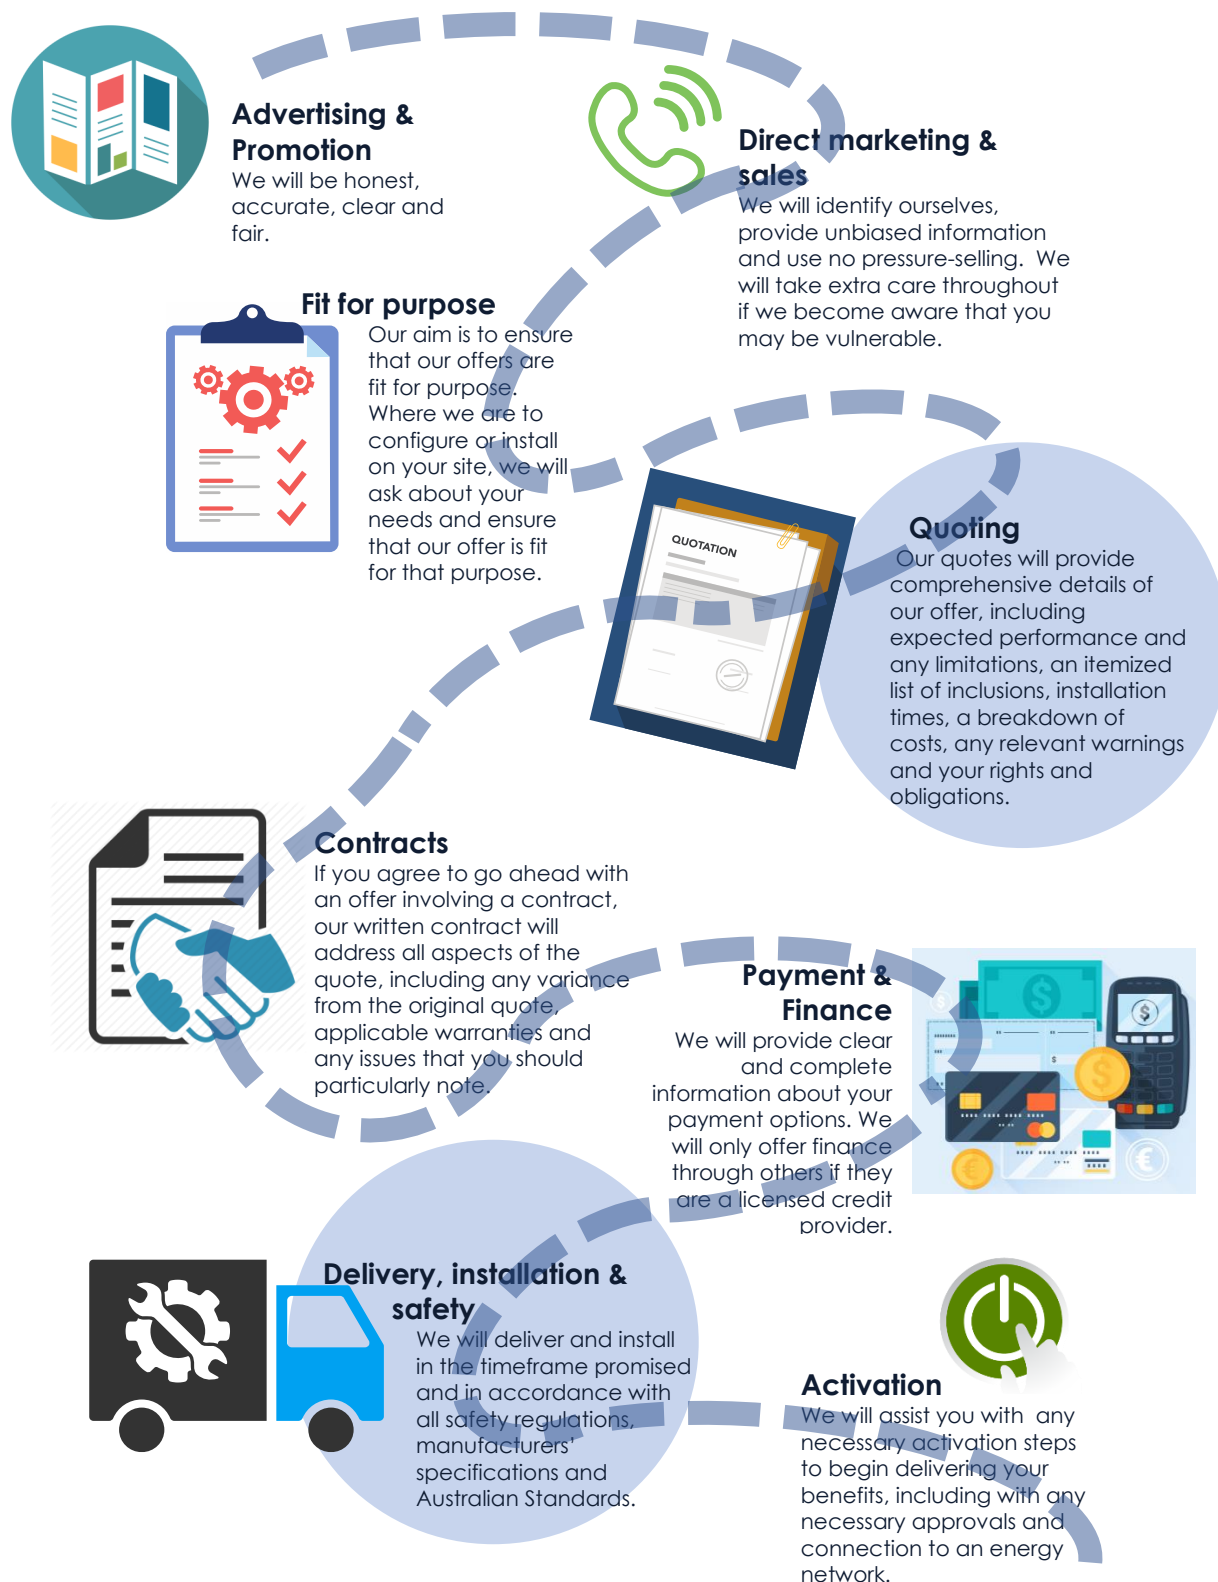 Advertising &
Promotion
We will be honest,
accurate, clear and
fair.
Direct marketing &
sales
We will identify ourselves,
provide unbiased information
and use no pressure-selling.  We
will take extra care throughout
if we become aware that you
may be vulnerable.
Fit for purpose
Our aim is to ensure
that our offers are
fit for purpose.
Where we are to
configure or install
on your site, we will
ask about your
needs and ensure
that our offer is fit
for that purpose.
QUOTATION
Quoting
Our quotes will provide
comprehensive details of
our offer, including
expected performance and
any limitations, an itemized
list of inclusions, installation
times, a breakdown of
costs, any relevant warnings
and your rights and
obligations.
Contracts
If you agree to go ahead with
an offer involving a contract,
our written contract will
address all aspects of the
quote, including any variance
from the original quote,
applicable warranties and
any issues that you should
particularly note.
Payment &
Finance
We will provide clear
and complete
information about your
payment options. We
will only offer finance
through others if they
are a licensed credit
provider.
Delivery, installation &
safety
We will deliver and install
in the timeframe promised
and in accordance with
all safety regulations,
manufacturers'
specifications and
Australian Standards.
Activation
We will assist you with  any
necessary activation steps
to begin delivering your
benefits, including with any
necessary approvals and
connection to an energy
network.